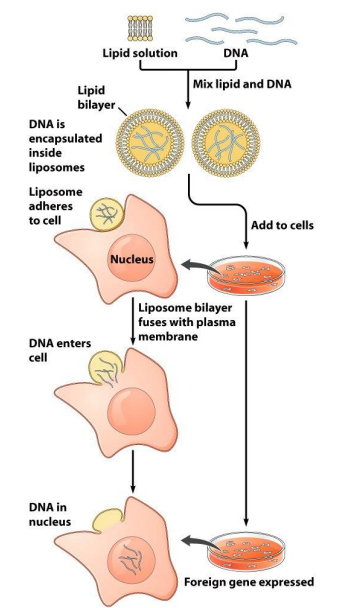 Lipid solution
DNA
Mix lipid and DNA
Lipid
bilayer
DNA is
encapsulated
inside
liposomes
Liposome
adheres
to cell
Add to cells
Nucleus
Liposome bilayer
fuses with plasma
membrane
DNA enters
cell
DNA in
nucleus
Foreign gene expressed